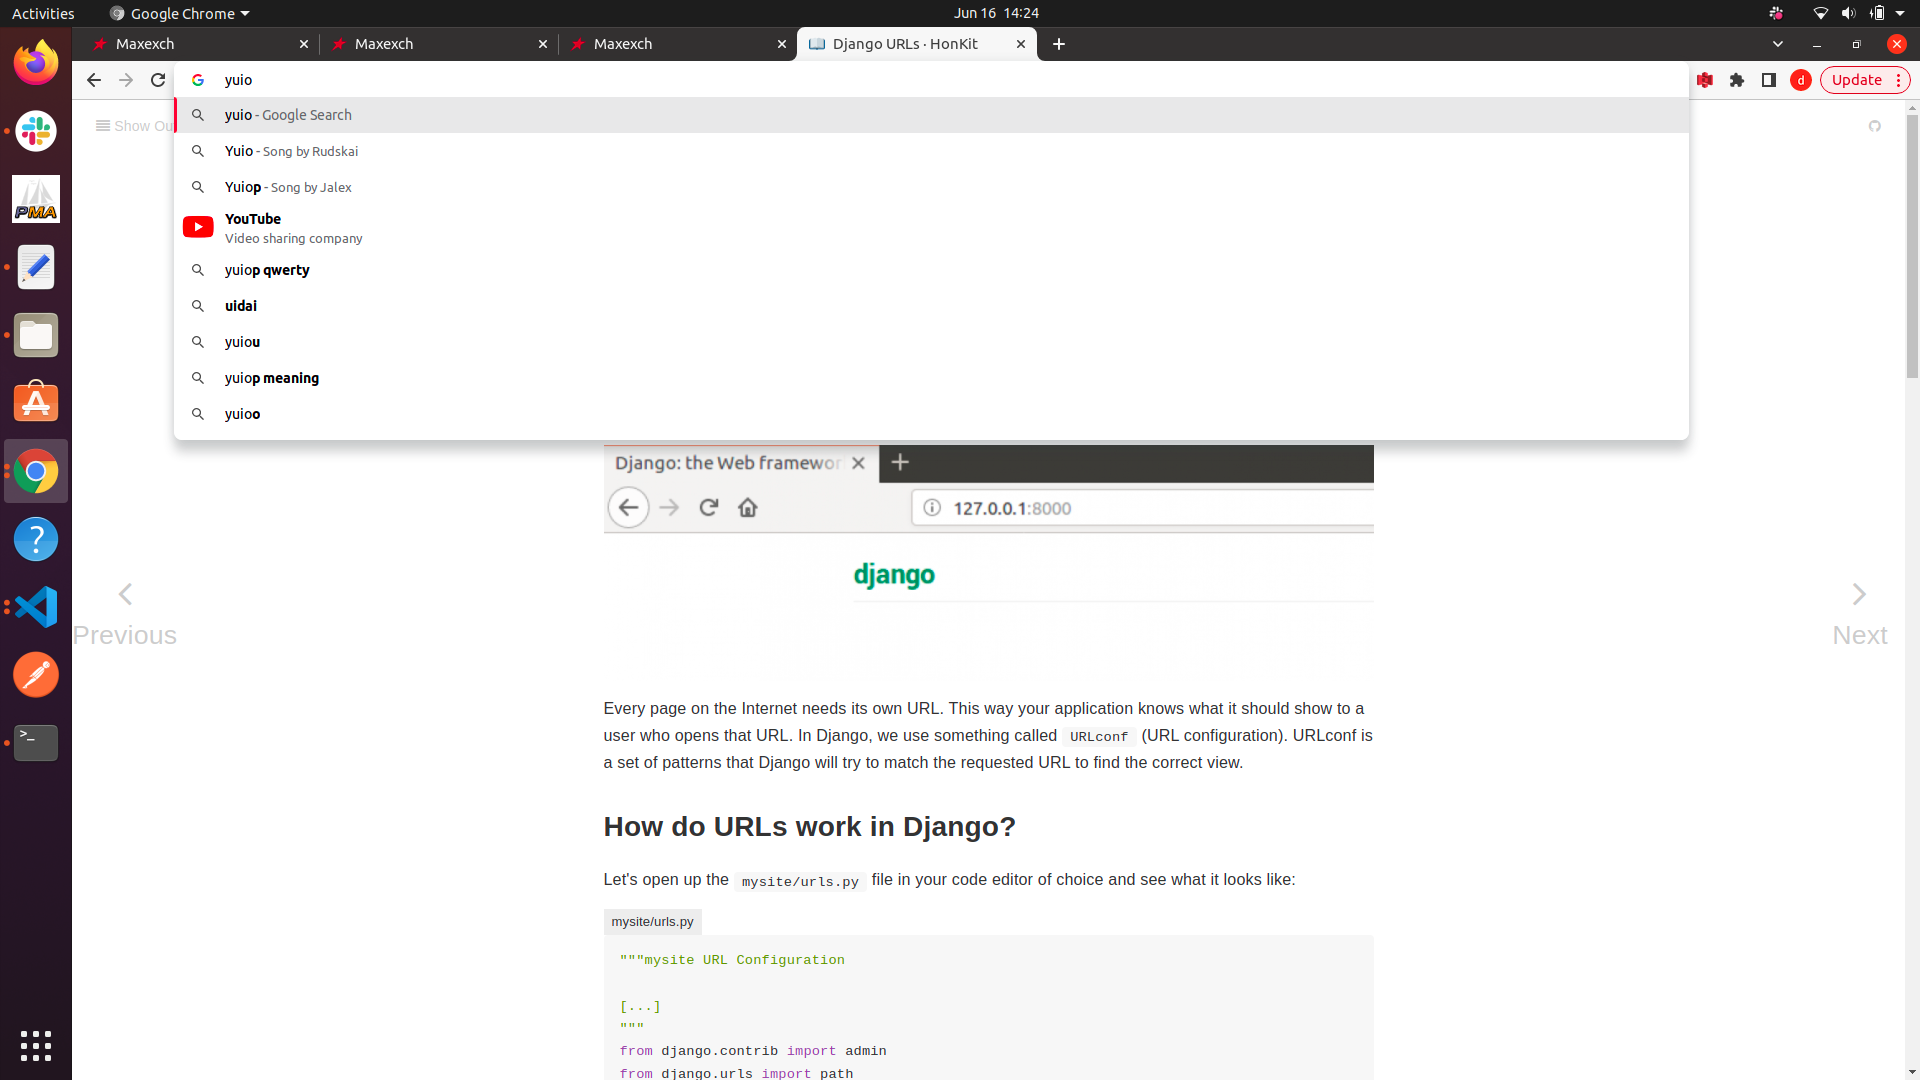 Activities
Google Chrome
Jun 16 14:24
Maxexch
Maxexch
Maxexch
Django URLs · HonKit
yuio
Update
d
Show Ou
yuio - Google Search
Yuio - Song by Rudskai
Yuiop - Song by Jalex
YouTube
Video sharing company
yuiop qwerty
uidai
yuiou
yuiop meaning
yuioo
PMA
Django: the Web framewor
127.0.0.1:8000
django
Previous
Next
Every page on the Internet needs its own URL. This way your application knows what it should show to a
user who opens that URL. In Django, we use something called URLconf (URL configuration). URLconf is
a set of patterns that Django will try to match the requested URL to find the correct view.
How do URLs work in Django?
Let's open up the mysite/urls.py file in your code editor of choice and see what it looks like:
mysite/urls.py
"""mysite URL Configuration
[...]
"""
from django.contrib import admin
from django.urls import path